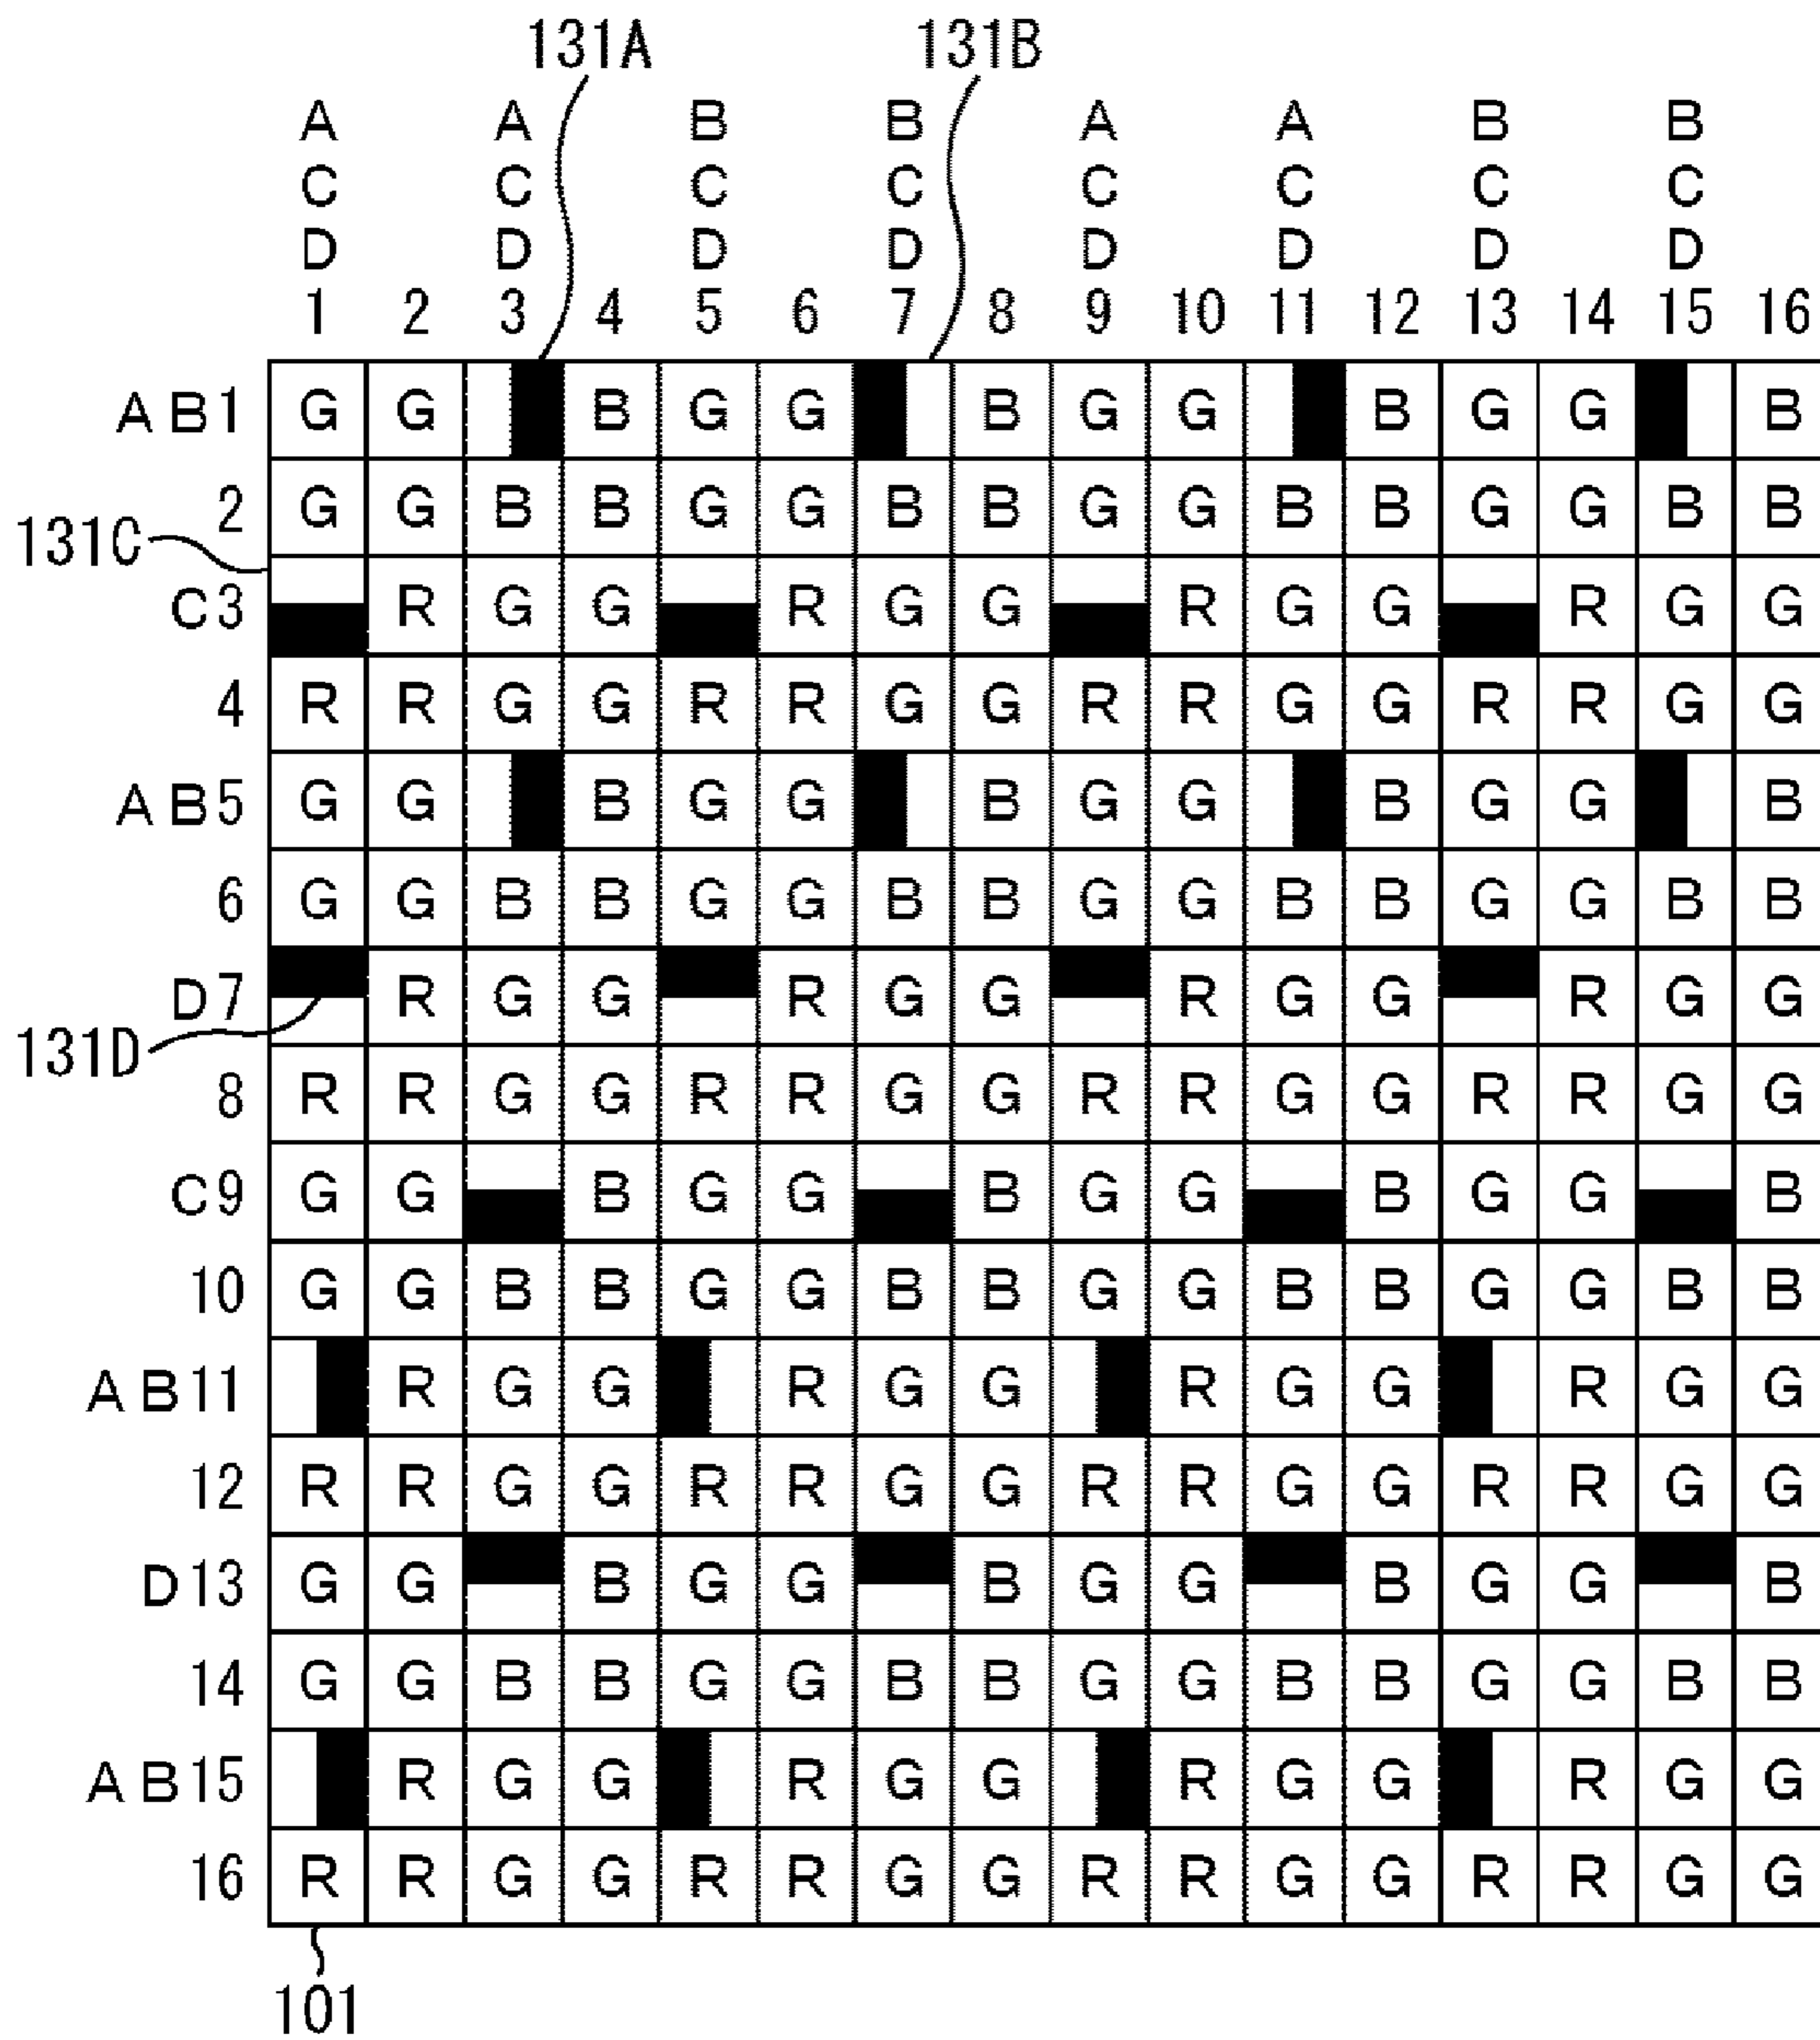 131A 131B
A A B B A A B B
C C C C C C C C
D D D D D D D D
1 2 3 4 5 6 7 8 9 10 11 12 13 14 15 16
A B1 G G B G G B G G B G G B
2 G G B B G G B B G G B B G G B B
131C
C3 R G G R G G R G G R G G
4 R R G G R R G G R R G G R R G G
A B5 G G B G G B G G B G G B
6 G G B B G G B B G G B B G G B B
D7 R G G R G G R G G R G G
131D
8 R R G G R R G G R R G G R R G G
C9 G G B G G B G G B G G B
10 G G B B G G B B G G B B G G B B
A B11 R G G R G G R G G R G G
12 R R G G R R G G R R G G R R G G
D13 G G B G G B G G B G G B
14 G G B B G G B B G G B B G G B B
A B15 R G G R G G R G G R G G
16 R R G G R R G G R R G G R R G G
101